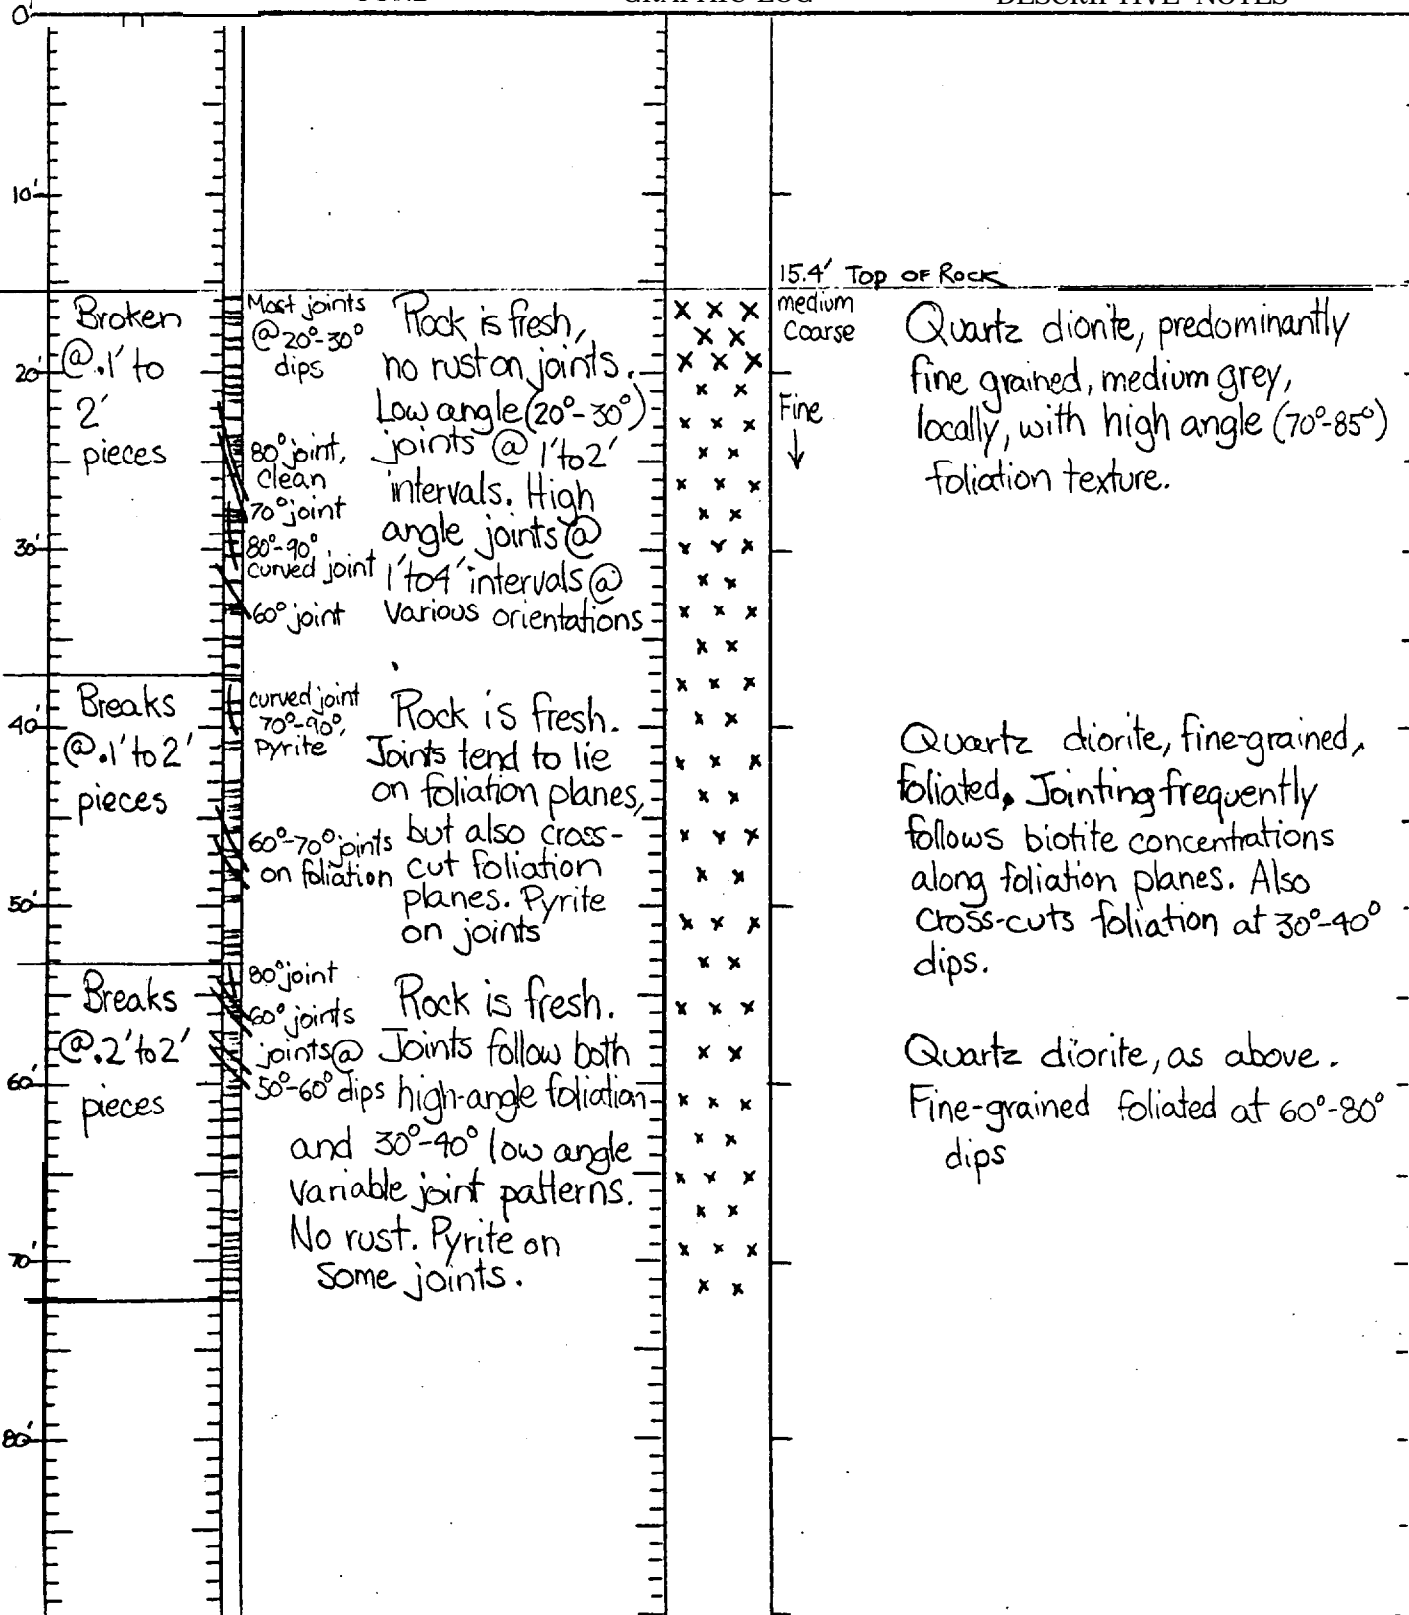 GRAPHIC LOG
DESCRIPTIVE NOTES
0'
10'
20'
30'
40'
50'
60'
70'
80'
Broken
@.1' to
2'
pieces
Breaks
@.1' to 2'
pieces
Breaks
@.2' to 2'
pieces
Most joints
@ 20°-30°
dips
80° joint,
clean
70° joint
80°-90°
curved joint
60° joint
curved joint
70°-90°,
pyrite
60°-70° joints
on foliation
80° joint
60° joints
joints @
50°-60° dips
Rock is fresh,
no rust on joints.
Low angle (20°-30°)
joints @ 1' to 2'
intervals. High
angle joints @
1' to 4' intervals @
various orientations
Rock is fresh.
Joints tend to lie
on foliation planes,
but also cross-
cut foliation
planes. Pyrite
on joints
Rock is fresh.
Joints follow both
high-angle foliation
and 30°-40° low angle
variable joint patterns.
No rust. Pyrite on
some joints.
15.4' Top of Rock
medium
coarse
Fine
Quartz diorite, predominantly
fine grained, medium grey,
locally, with high angle (70°-85°)
foliation texture.
Quartz diorite, fine-grained,
foliated. Jointing frequently
follows biotite concentrations
along foliation planes. Also
cross-cuts foliation at 30°-40°
dips.
Quartz diorite, as above.
Fine-grained foliated at 60°-80°
dips